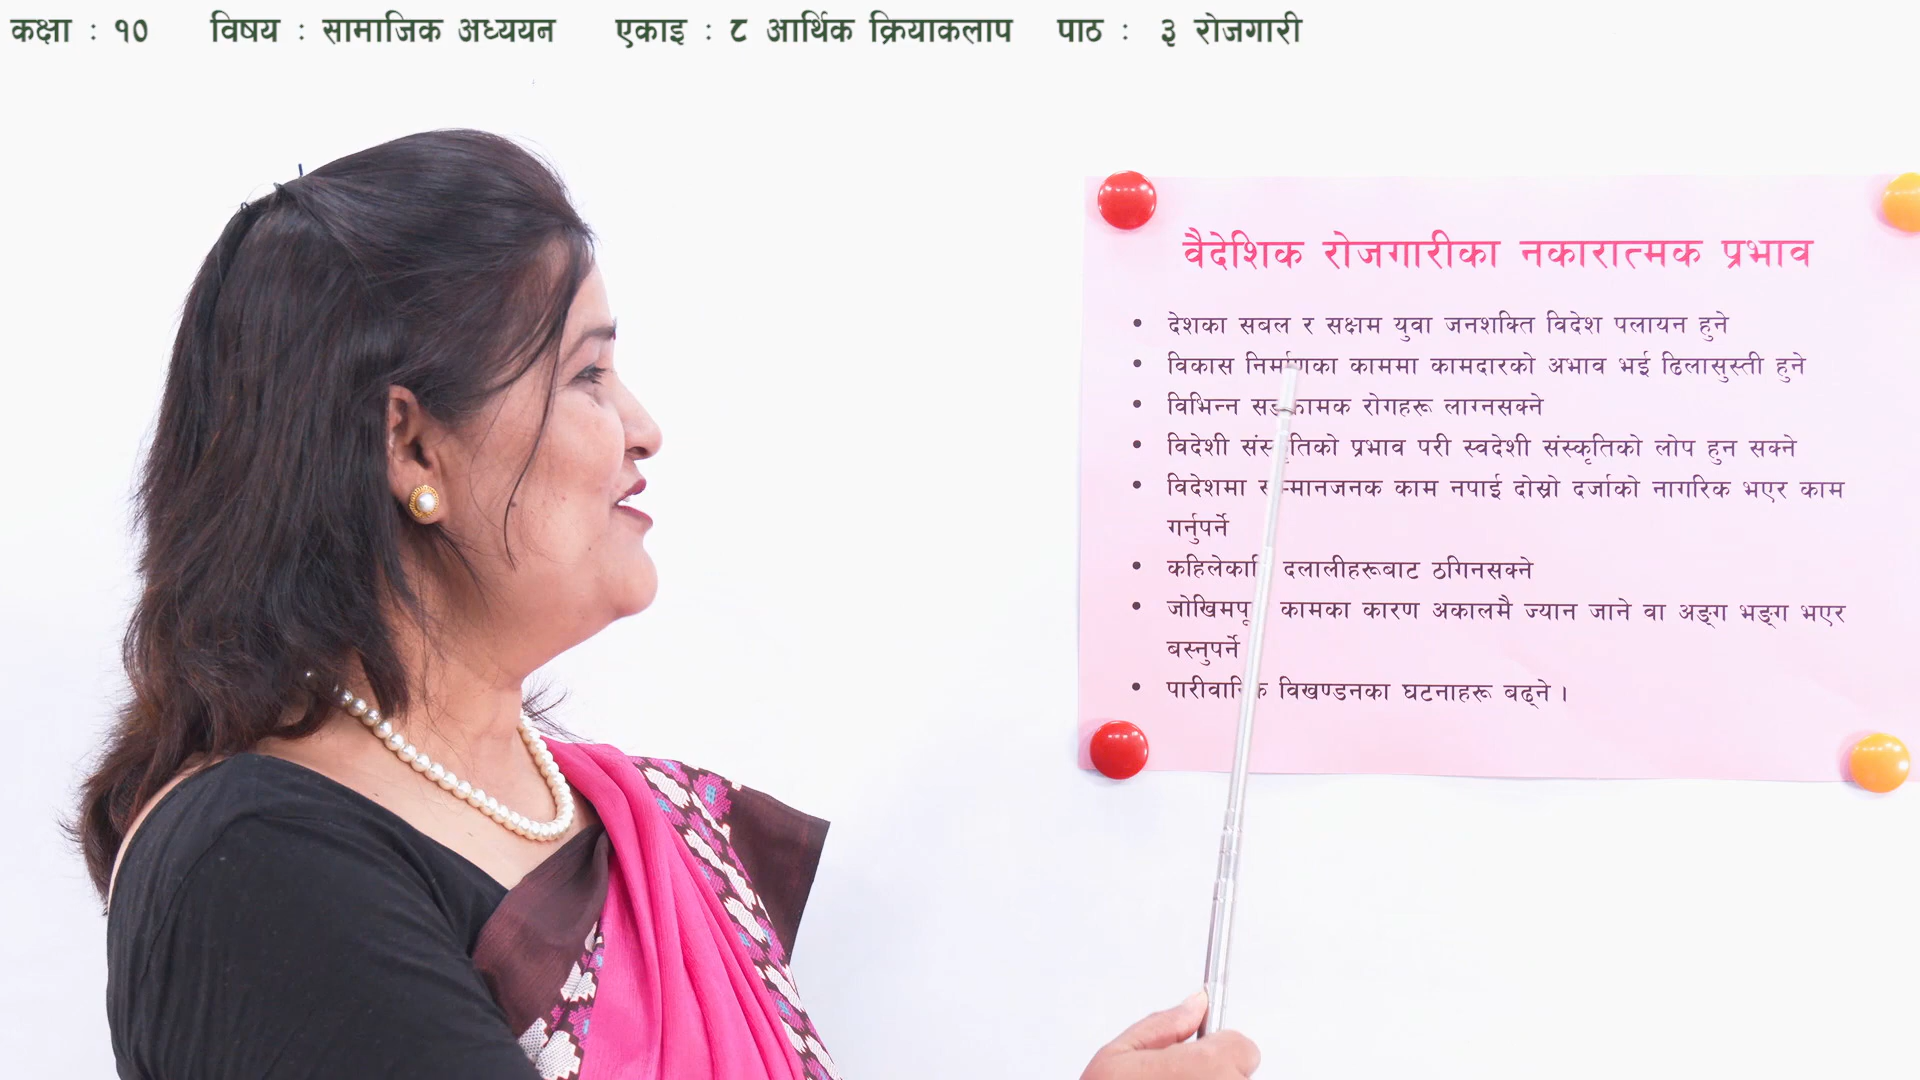 कक्षा : १० विषय : सामाजिक अध्ययन एकाइ : ८ आर्थिक क्रियाकलाप पाठ : ३ रोजगारी
वैदेशिक रोजगारीका नकारात्मक प्रभाव
• देशका सबल र सक्षम युवा जनशक्ति विदेश पलायन हुने
• विकास निर्माणका काममा कामदारको अभाव भई ढिलासुस्ती हुने
• विभिन्न सङ्क्रामक रोगहरू लाग्नसक्ने
• विदेशी संस्कृतिको प्रभाव परी स्वदेशी संस्कृतिको लोप हुन सक्ने
• विदेशमा सम्मानजनक काम नपाई दोस्रो दर्जाको नागरिक भएर काम
गर्नुपर्ने
• दलालीहरूबाट ठगिनसक्ने
• कामका कारण अकालमै ज्यान जाने वा अङ्ग भङ्ग भएर
बस्नुपर्ने
• पारीवारिक विखण्डनका घटनाहरू बढ्ने ।